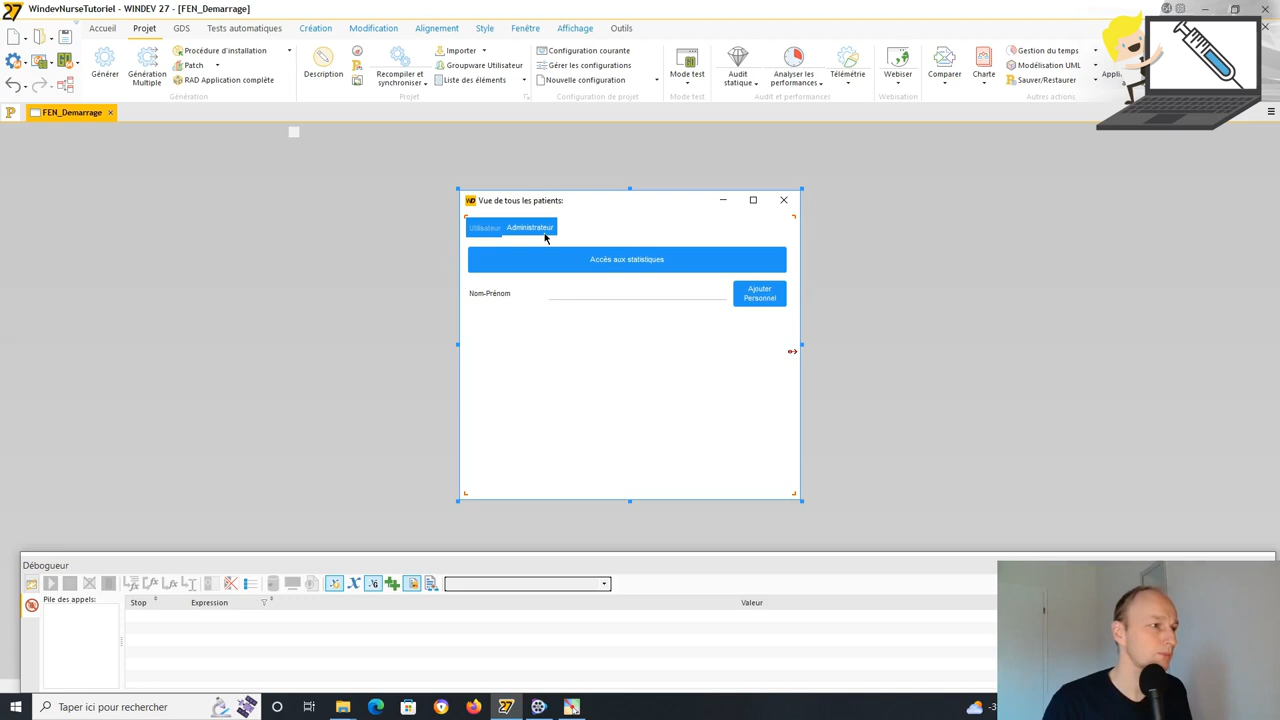 27 WindevNurseTutoriel - WINDEV 27 - [FEN_Demarrage]
Accueil Projet GDS Tests automatiques Création Modification Alignement Style Fenêtre Affichage Outils
Procédure d'installation
Patch
RAD Application complète
Générer
Génération Multiple
Génération
Description
Recompiler et synchroniser
Importer
Groupware Utilisateur
Liste des éléments
Projet
Configuration courante
Gérer les configurations
Nouvelle configuration
Configuration de projet
Mode test
Mode test
Audit statique
Analyser les performances
Télémétrie
Audit et performances
Webiser
Webisation
Comparer
Charte
Gestion du temps
Modélisation UML
Sauver/Restaurer
Autres actions
Appli
P FEN_Demarrage ×
WD Vue de tous les patients:
Utilisateur Administrateur
Accès aux statistiques
Nom-Prénom
Ajouter
Personnel
Débogueur
Pile des appels:
Stop Expression Valeur
Taper ici pour rechercher
27